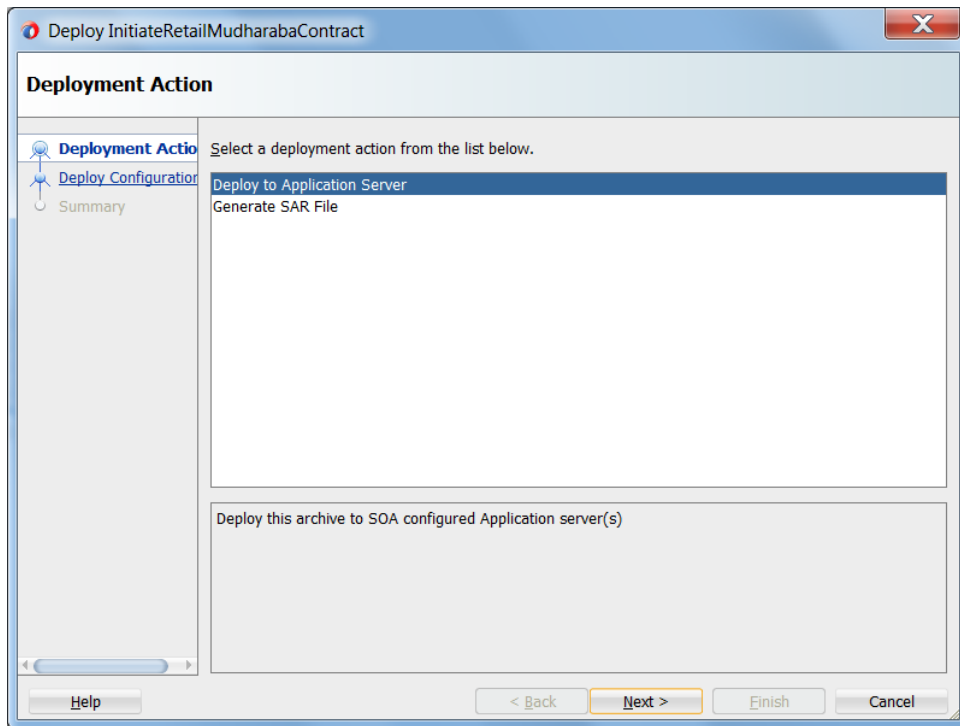 Deploy InitiateRetailMudharabaContract
Deployment Action
Deployment Actio
Select a deployment action from the list below.
Deploy Configuration
Deploy to Application Server
Summary
Generate SAR File
Deploy this archive to SOA configured Application server(s)
Help
< Back
Next >
Finish
Cancel